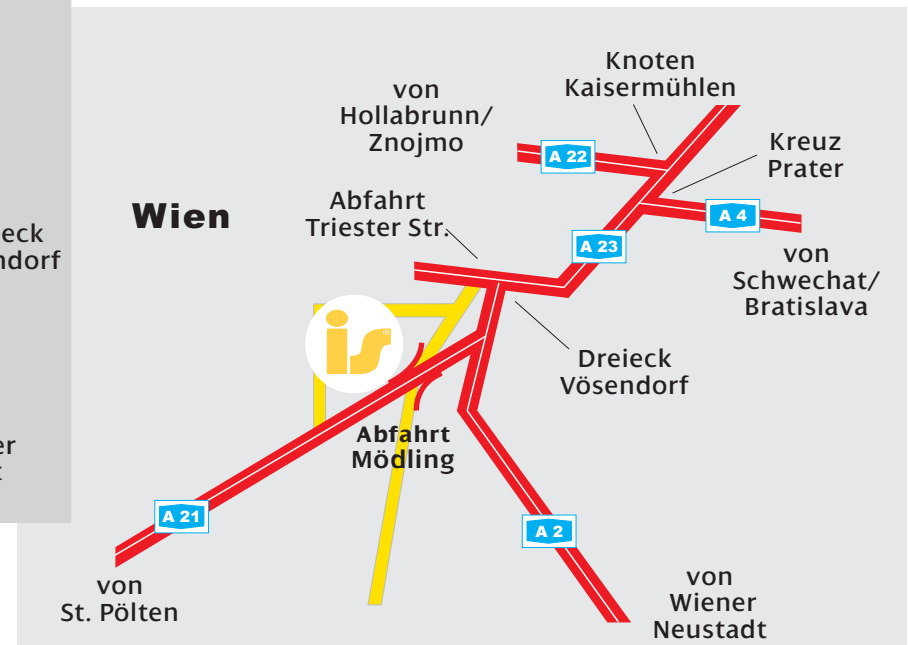 Knoten
Kaisermühlen
von
Hollabrunn/
Znojmo
A 22
Kreuz
Prater
Wien
Abfahrt
Triester Str.
A 4
A 23
von
Schwechat/
Bratislava
is®
Dreieck
Vösendorf
Abfahrt
Mödling
A 21
A 2
von
St. Pölten
von
Wiener
Neustadt